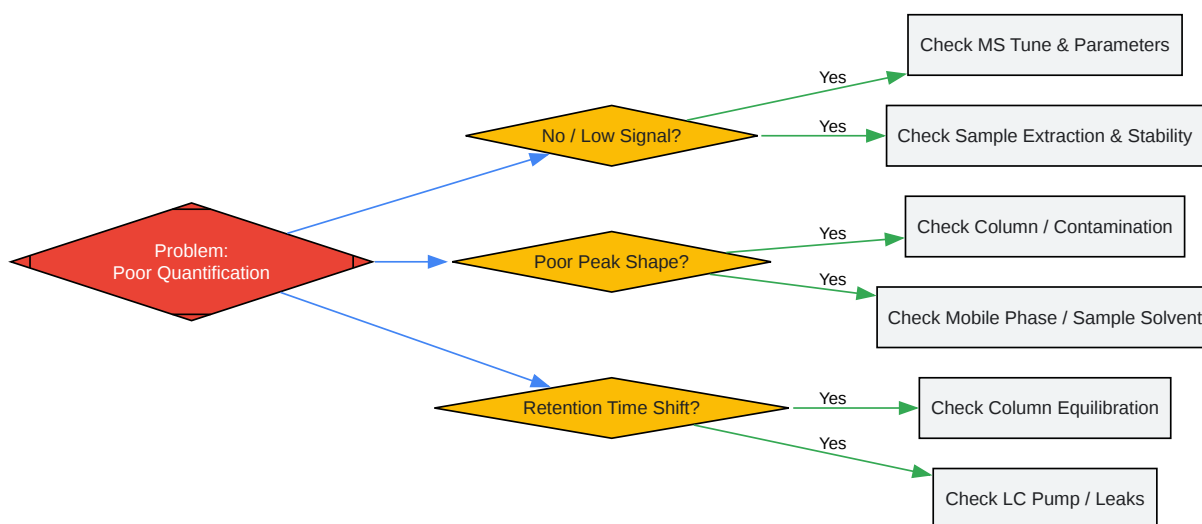 Problem:
Poor Quantification
No / Low Signal?
Yes
Check MS Tune & Parameters
Yes
Check Sample Extraction & Stability
Poor Peak Shape?
Yes
Check Column / Contamination
Yes
Check Mobile Phase / Sample Solvent
Retention Time Shift?
Yes
Check Column Equilibration
Yes
Check LC Pump / Leaks